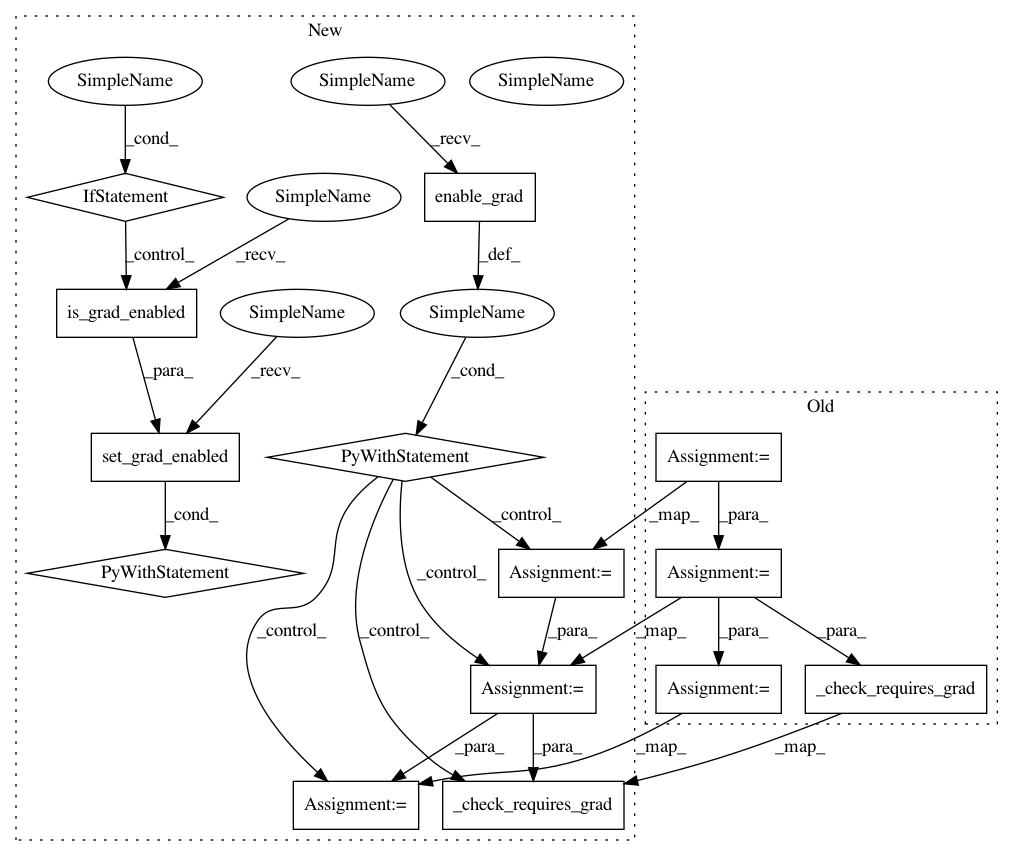 New
SimpleName
SimpleName
SimpleName
_cond_
_recv_
IfStatement
SimpleName
enable_grad
_control_
_recv_
_def_
is_grad_enabled
SimpleName
SimpleName
_para_
_recv_
_cond_
Old
set_grad_enabled
PyWithStatement
Assignment:=
_cond_
_control_
_map_
_para_
PyWithStatement
_control_
Assignment:=
Assignment:=
_control_
_control_
_para_
_map_
_para_
_para_
Assignment:=
Assignment:=
_check_requires_grad
_para_
_para_
_map_
_map_
Assignment:=
_check_requires_grad